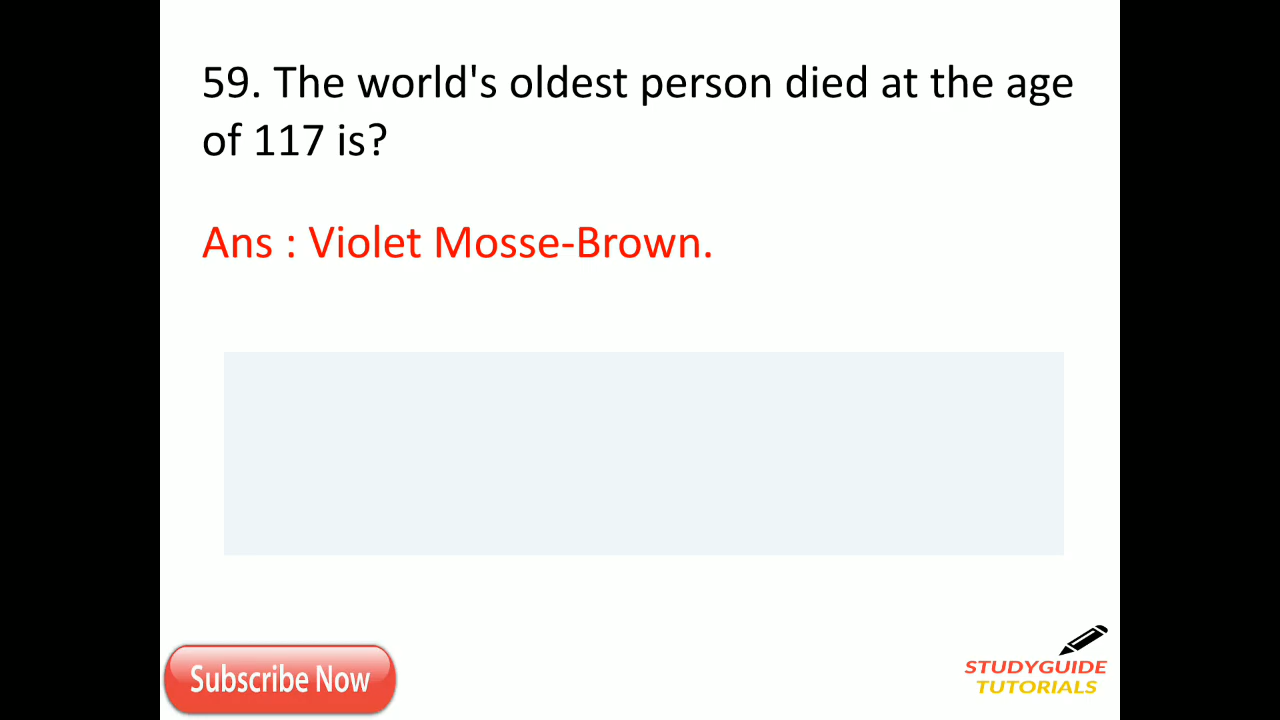 59. The world's oldest person died at the age
of 117 is?
Ans : Violet Mosse-Brown.
Subscribe Now
STUDYGUIDE
TUTORIALS